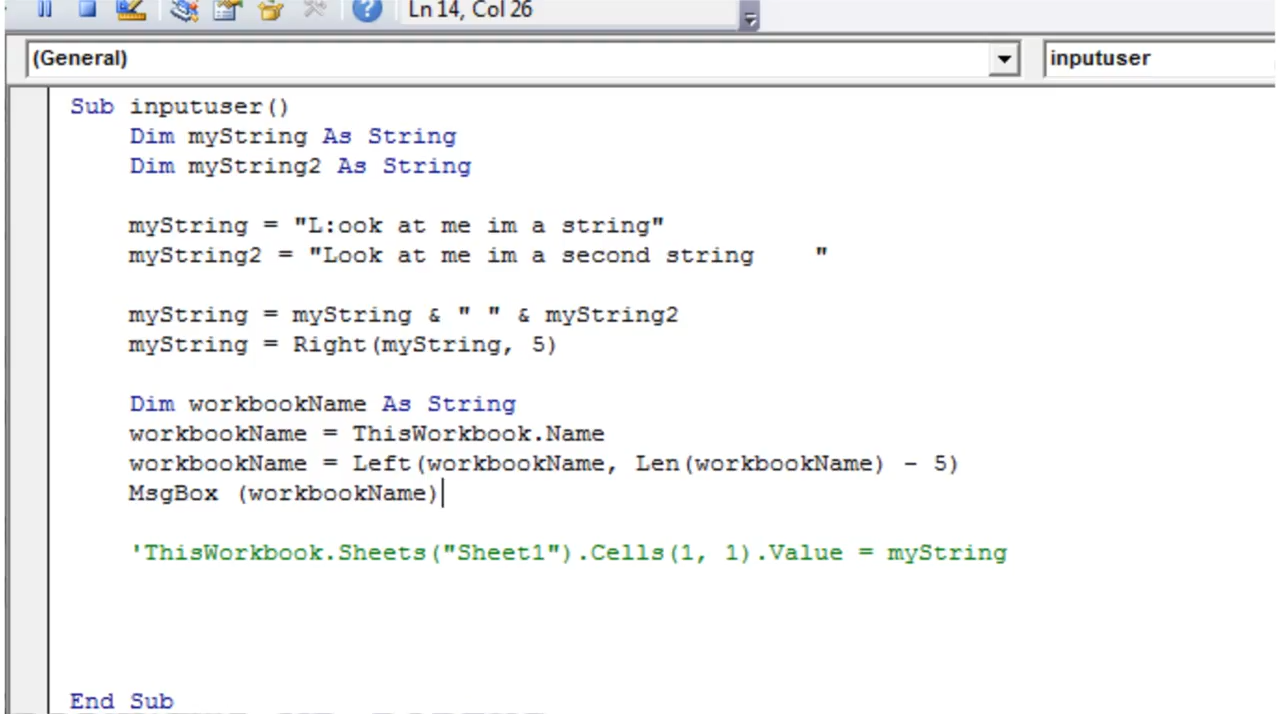 Ln 14, Col 26
(General)
inputuser
Sub inputuser()
Dim myString As String
Dim myString2 As String
myString = "L:ook at me im a string"
myString2 = "Look at me im a second string    "
myString = myString & " " & myString2
myString = Right(myString, 5)
Dim workbookName As String
workbookName = ThisWorkbook.Name
workbookName = Left(workbookName, Len(workbookName) - 5)
MsgBox (workbookName)
'ThisWorkbook.Sheets("Sheet1").Cells(1, 1).Value = myString
End Sub